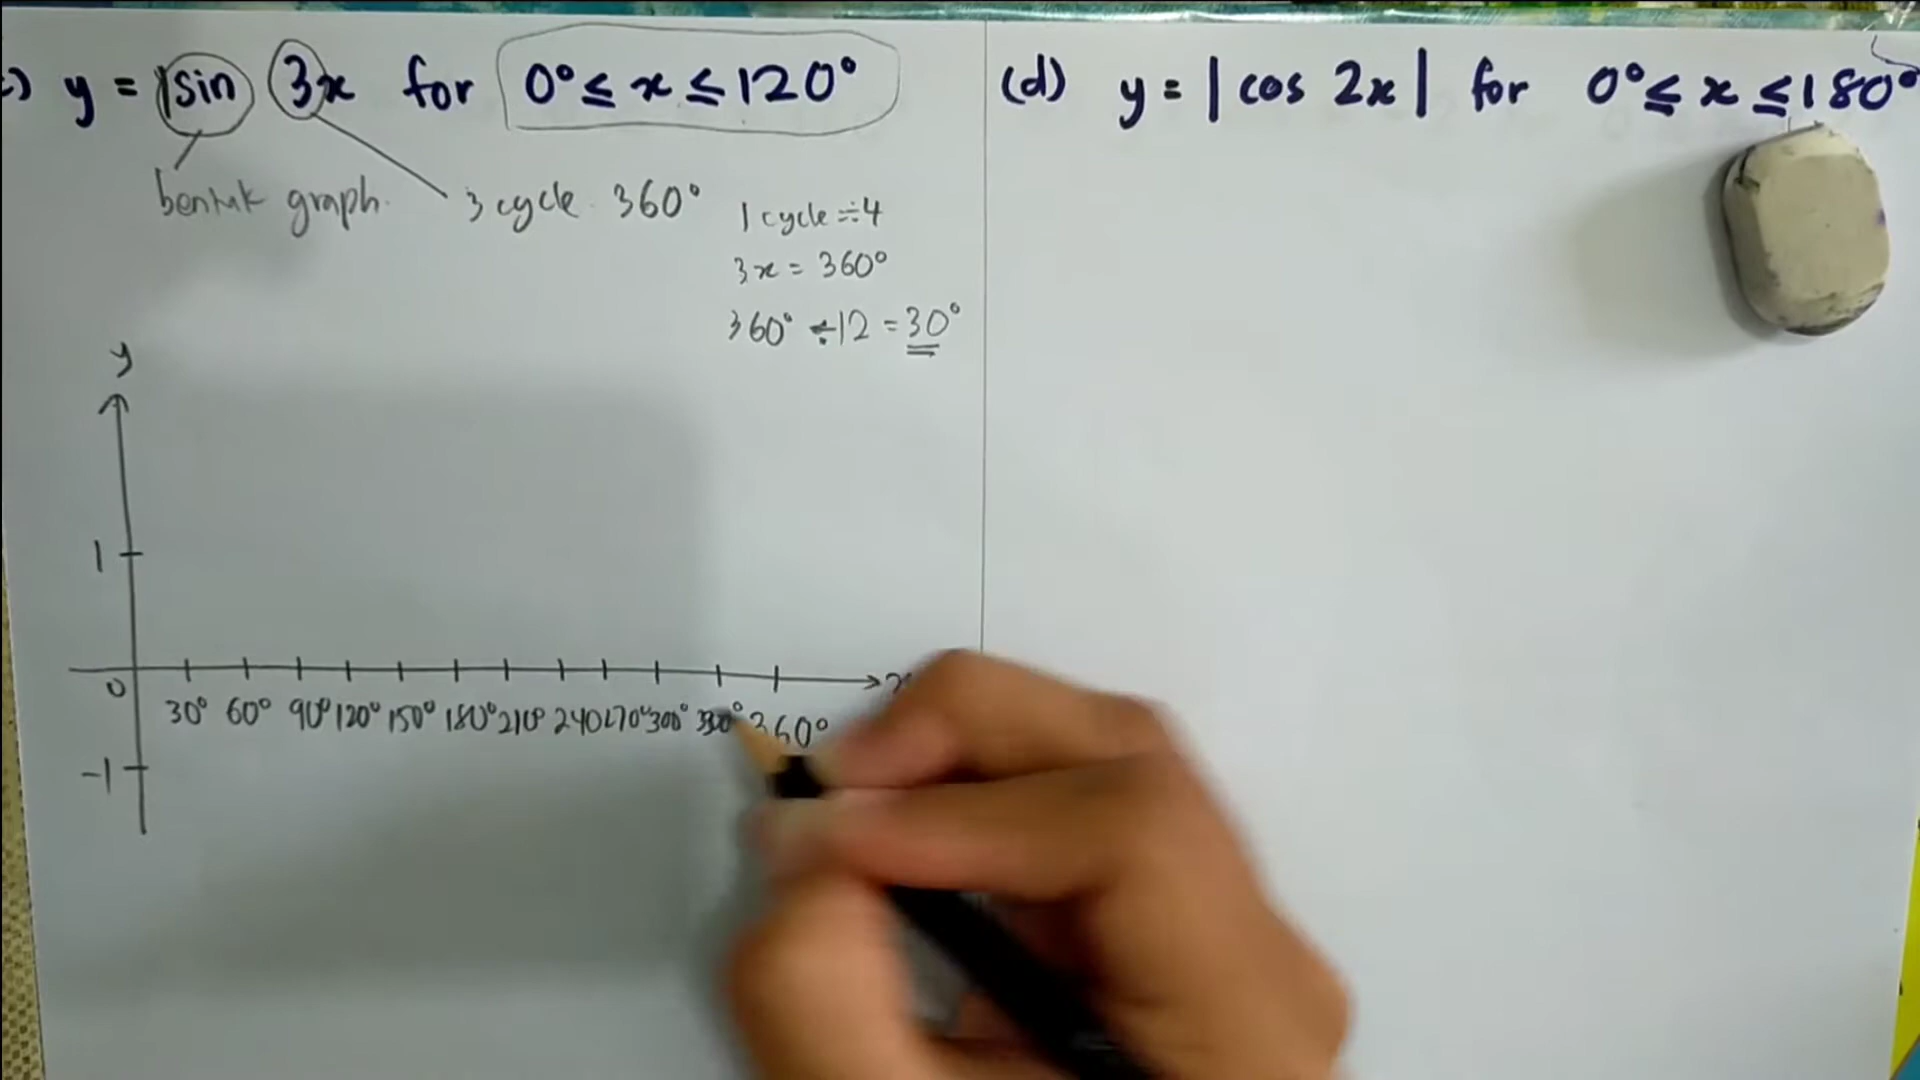 c) y = 1sin 3x for 0° ≤ x ≤ 120°
bentuk graph.
3 cycle 360°
1 cycle ÷4
3x = 360°
360° ÷12 = 30°
y
1
0
30° 60° 90° 120° 150° 180° 210° 240 270° 300° 330° 360°
-1
(d) y = | cos 2x | for 0° ≤ x ≤ 180°